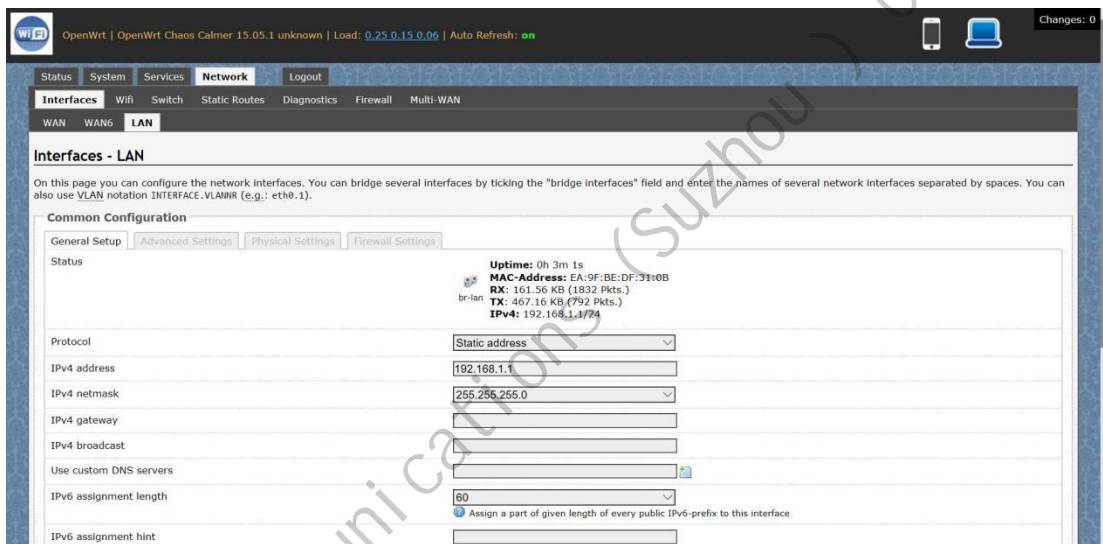 WiFi
OpenWrt | OpenWrt Chaos Calmer 15.05.1 unknown | Load: 0.25 0.15 0.06 | Auto Refresh: on
Changes: 0
Status System Services Network Logout
Interfaces Wifi Switch Static Routes Diagnostics Firewall Multi-WAN
WAN WAN6 LAN
Interfaces - LAN
On this page you can configure the network interfaces. You can bridge several interfaces by ticking the "bridge interfaces" field and enter the names of several network interfaces separated by spaces. You can
also use VLAN notation INTERFACE.VLANNR (e.g.: eth0.1).
Common Configuration
General Setup Advanced Settings Physical Settings Firewall Settings
Status
Uptime: 0h 3m 1s
MAC-Address: EA:9F:BE:DF:31:0B
RX: 161.56 KB (1832 Pkts.)
br-lan
TX: 467.16 KB (792 Pkts.)
IPv4: 192.168.1.1/24
Protocol Static address
IPv4 address 192.168.1.1
IPv4 netmask 255.255.255.0
IPv4 gateway
IPv4 broadcast
Use custom DNS servers
IPv6 assignment length 60
Assign a part of given length of every public IPv6-prefix to this interface
IPv6 assignment hint
(Suzhou )